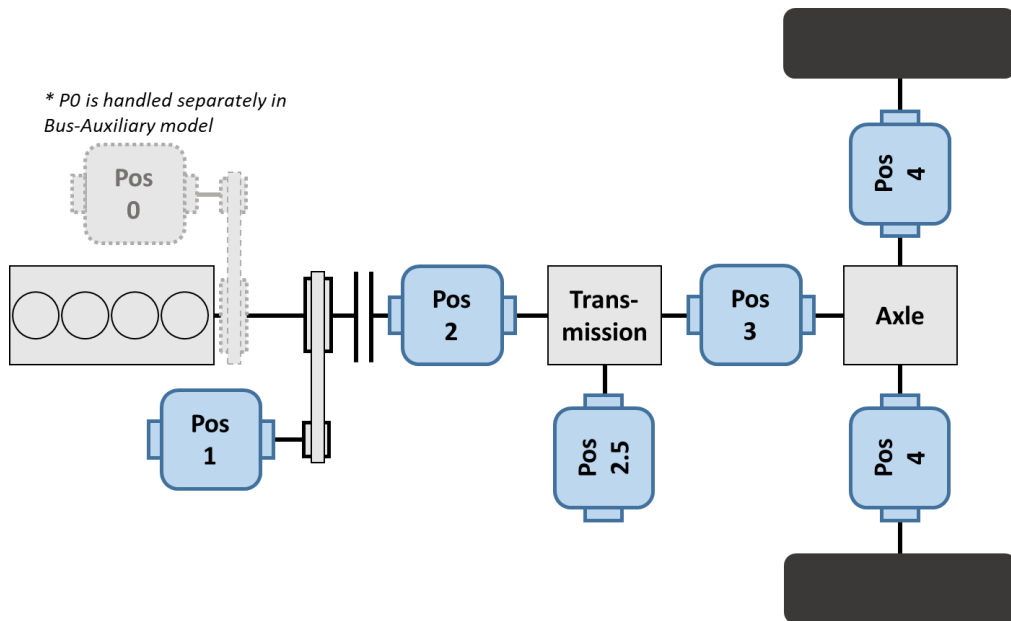 * P0 is handled separately in
Bus-Auxiliary model
Pos
0
Pos
4
Pos
2
Trans-
mission
Pos
3
Axle
Pos
1
Pos
2.5
Pos
4